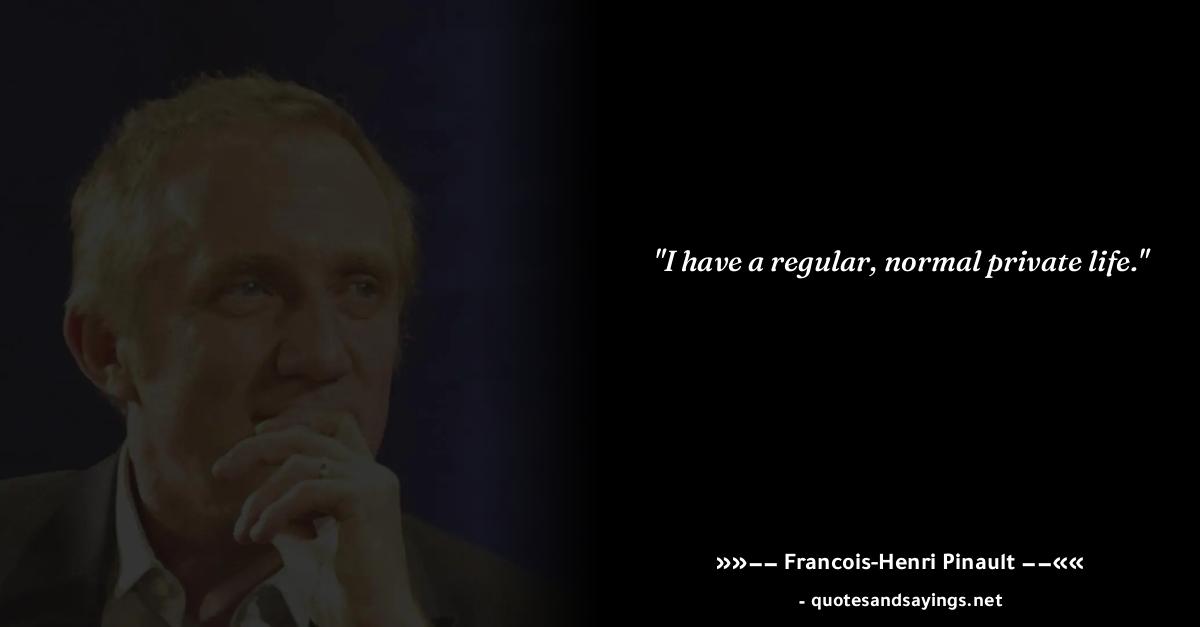 "I have a regular, normal private life."
»»−− Francois-Henri Pinault −−««
- quotesandsayings.net